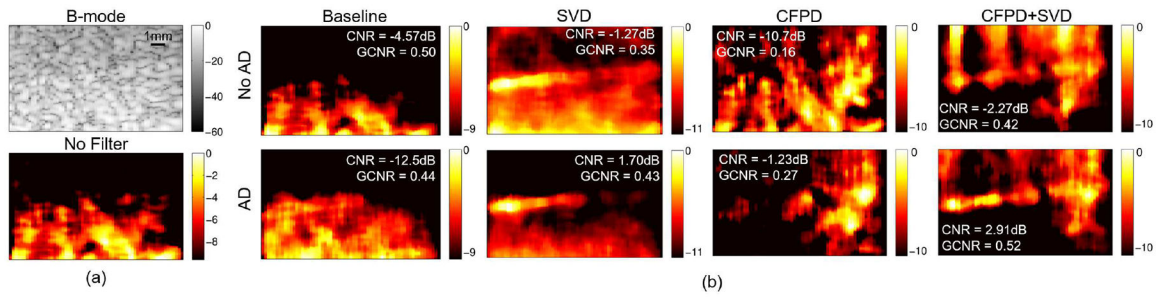 B-mode
1mm
0
−20
−40
−60
No Filter
0
−2
−4
−6
−8
(a)
Baseline
SVD
CFPD
CFPD+SVD
No AD
CNR = -4.57dB
GCNR = 0.50
0
−9
CNR = -1.27dB
GCNR = 0.35
0
−11
CNR = -10.7dB
GCNR = 0.16
0
−10
CNR = -2.27dB
GCNR = 0.42
0
−10
AD
CNR = -12.5dB
GCNR = 0.44
0
−9
CNR = 1.70dB
GCNR = 0.43
0
−11
CNR = -1.23dB
GCNR = 0.27
0
−10
CNR = 2.91dB
GCNR = 0.52
0
−10
(b)